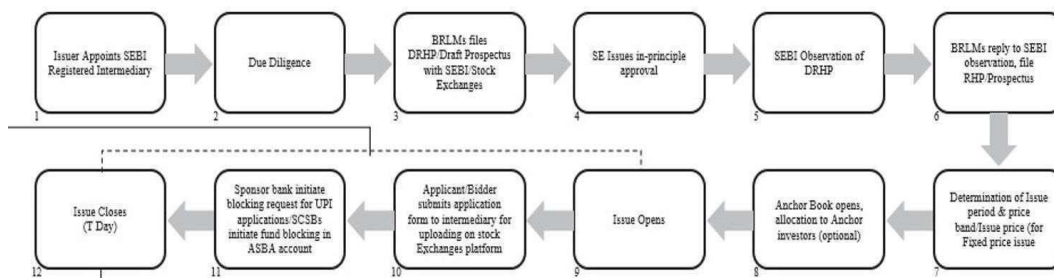 Issuer Appoints SEBI
Registered Intermediary
1
Due Diligence
2
BRLMs files
DRHP/Draft Prospectus
with SEBI/Stock
Exchanges
3
SE Issues in-principle
approval
4
SEBI Observation of
DRHP
5
BRLMs reply to SEBI
observation, file
RHP/Prospectus
6
Determination of Issue
period & price
band/Issue price (for
Fixed price issue
7
Anchor Book opens,
allocation to Anchor
investors (optional)
8
Issue Opens
9
Applicant/Bidder
submits application
form to intermediary for
uploading on stock
Exchanges platform
10
Sponsor bank initiate
blocking request for UPI
applications/SCSBs
initiate fund blocking in
ASBA account
11
Issue Closes
(T Day)
12